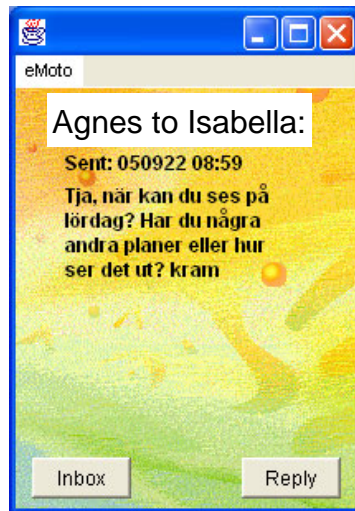 eMoto
Agnes to Isabella:
Sent: 050922 08:59
Tja, när kan du ses på
lördag? Har du några
andra planer eller hur
ser det ut? kram
Inbox
Reply